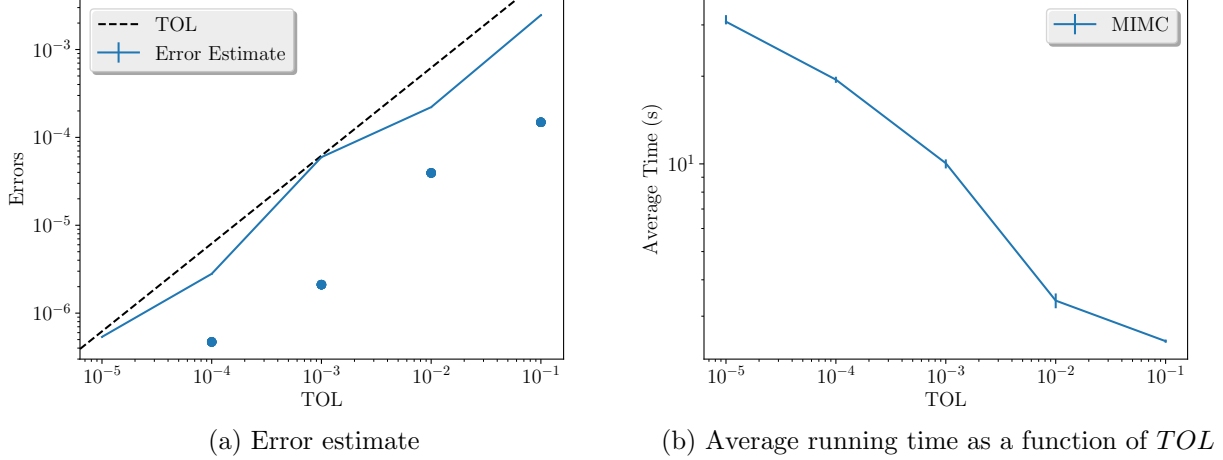 TOL
Error Estimate
10⁻³
10⁻⁴
10⁻⁵
10⁻⁶
Errors
10⁻⁵ 10⁻⁴ 10⁻³ 10⁻² 10⁻¹
TOL
(a) Error estimate
MIMC
10¹
Average Time (s)
10⁻⁵ 10⁻⁴ 10⁻³ 10⁻² 10⁻¹
TOL
(b) Average running time as a function of TOL